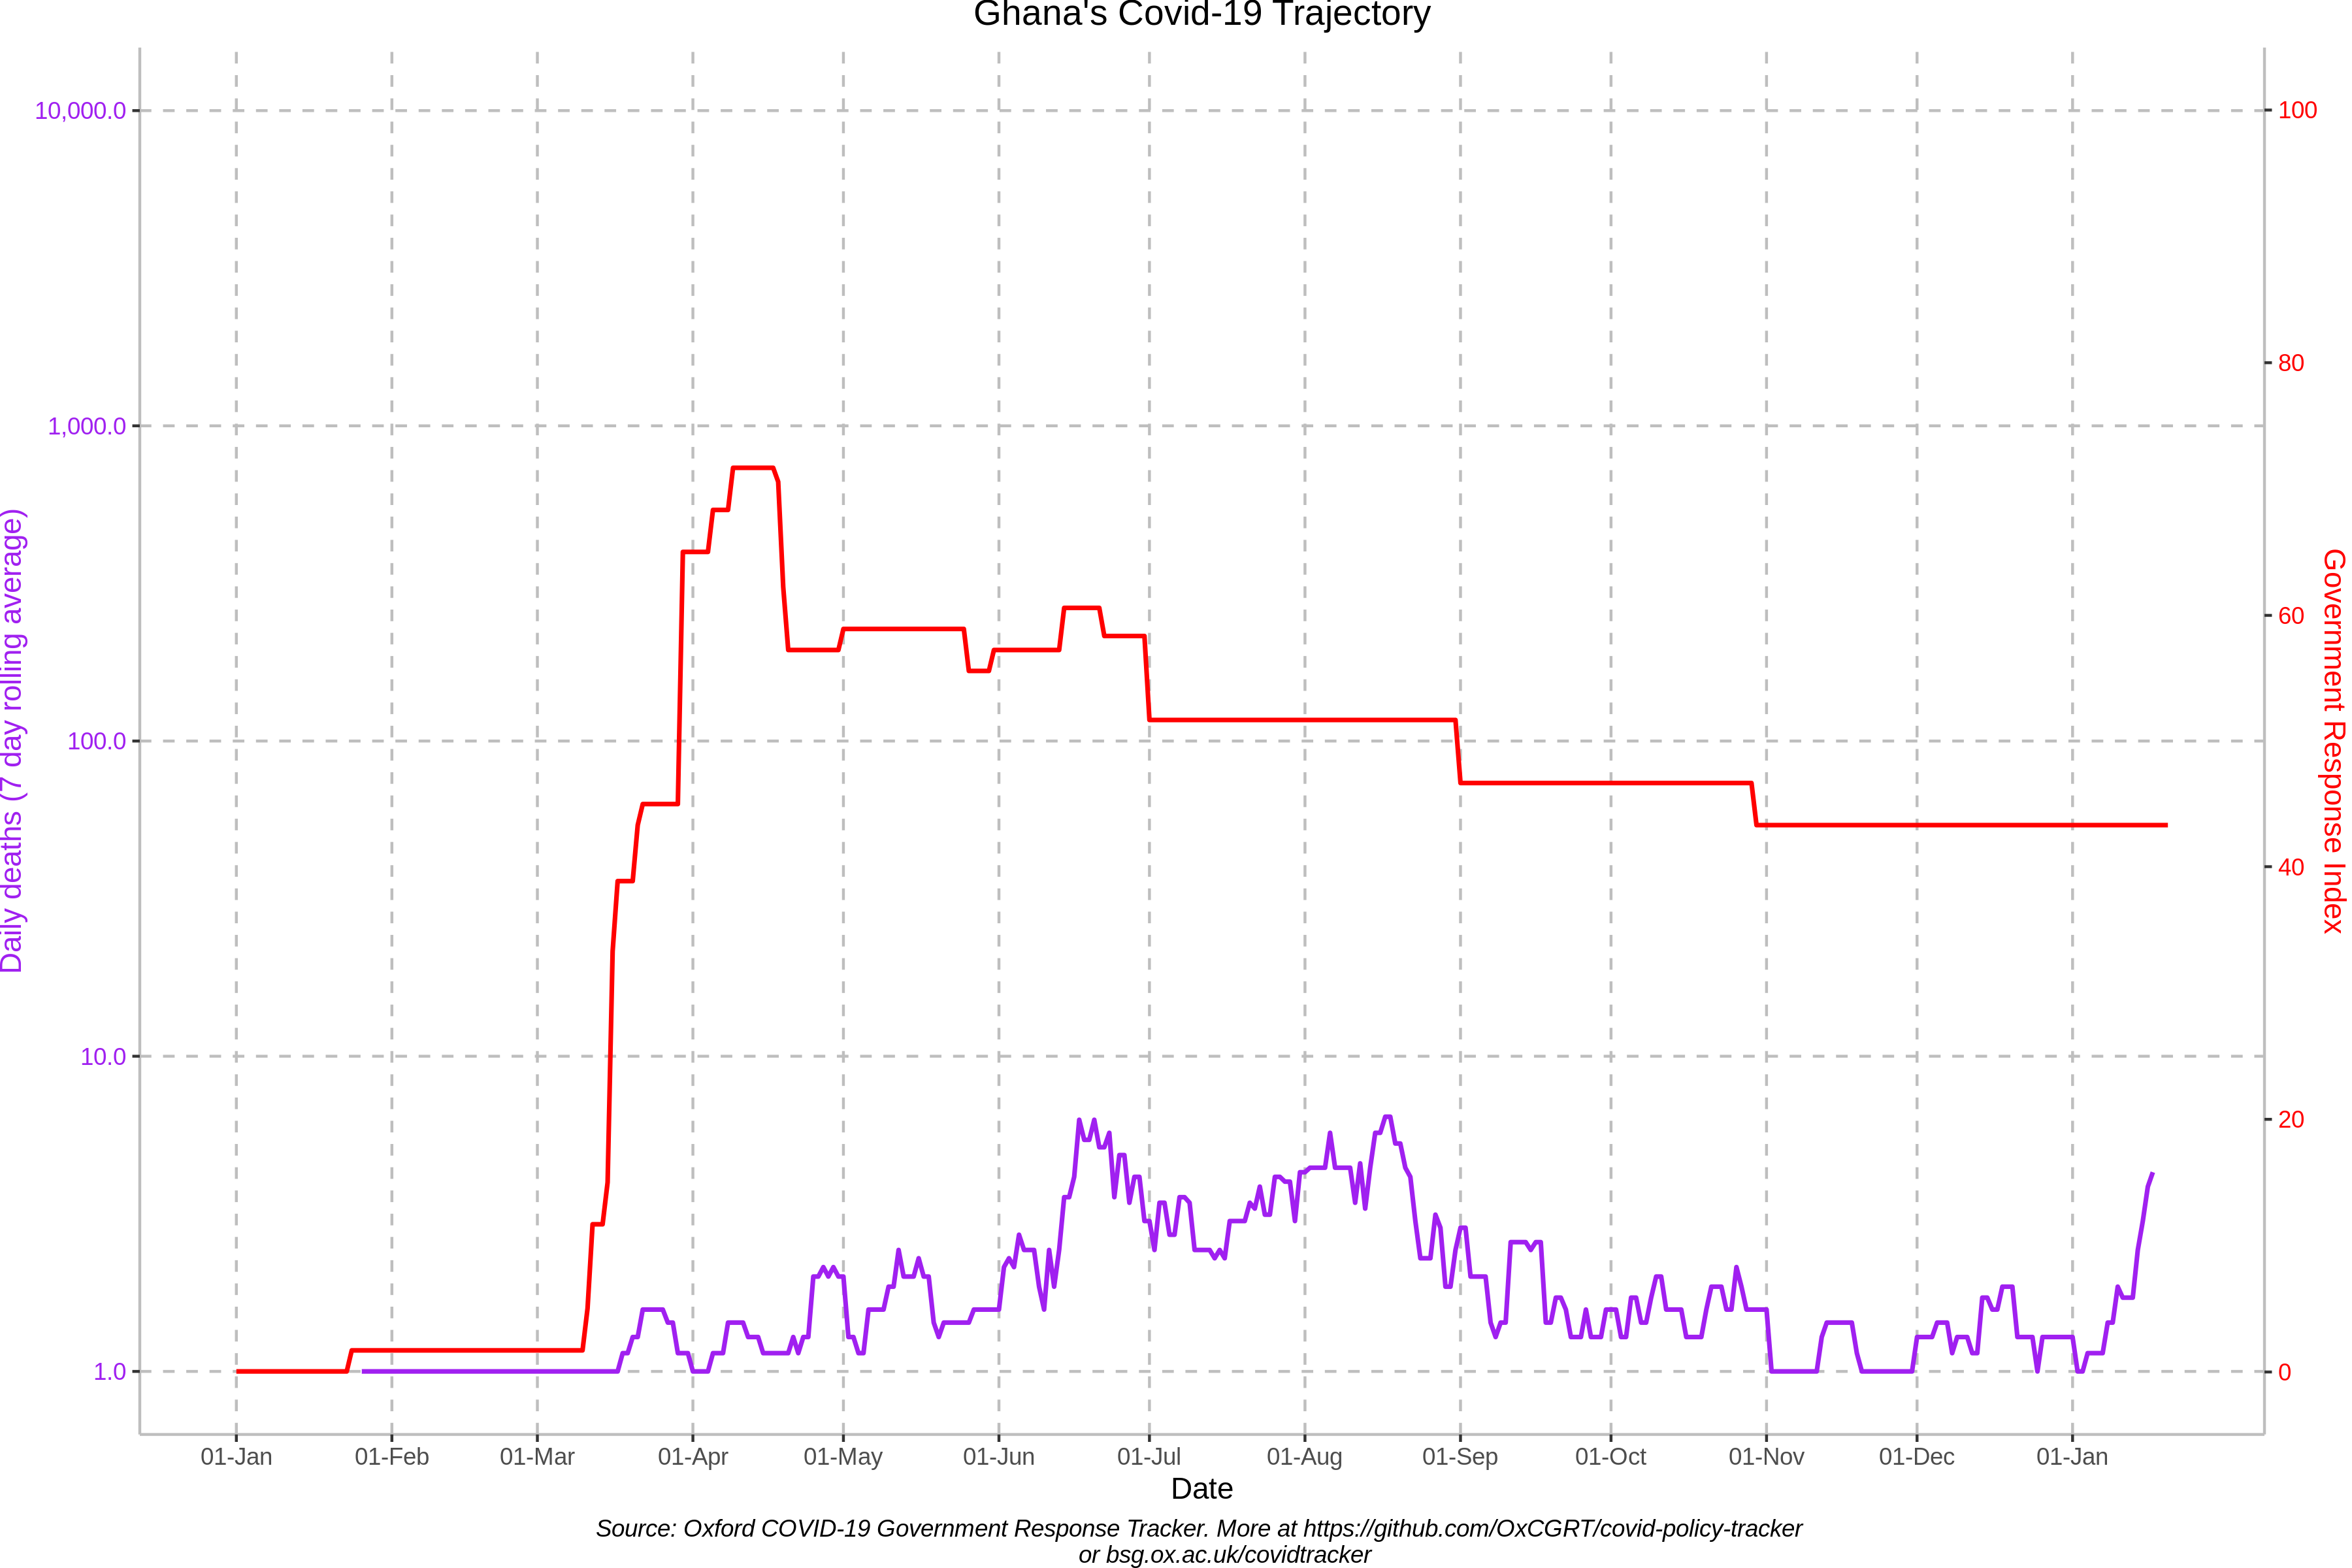 Ghana's Covid-19 Trajectory
10,000.0
1,000.0
100.0
10.0
1.0
Daily deaths (7 day rolling average)
100
80
60
40
20
0
Government Response Index
01-Jan 01-Feb 01-Mar 01-Apr 01-May 01-Jun 01-Jul 01-Aug 01-Sep 01-Oct 01-Nov 01-Dec 01-Jan
Date
Source: Oxford COVID-19 Government Response Tracker. More at https://github.com/OxCGRT/covid-policy-tracker
or bsg.ox.ac.uk/covidtracker